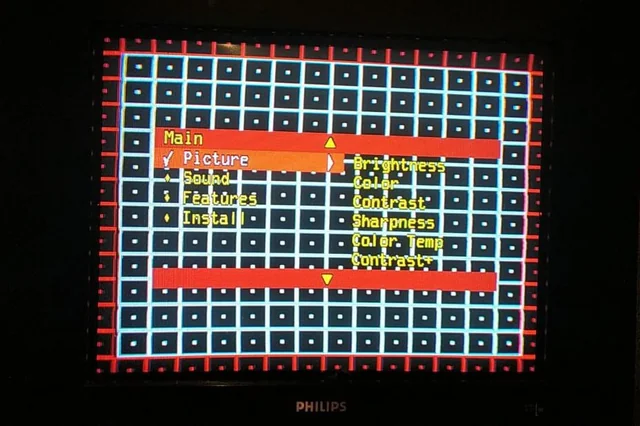 Main
Picture
Sound
Features
Install
Brightness
Color
Contrast
Sharpness
Color Temp
Contrast+
PHILIPS